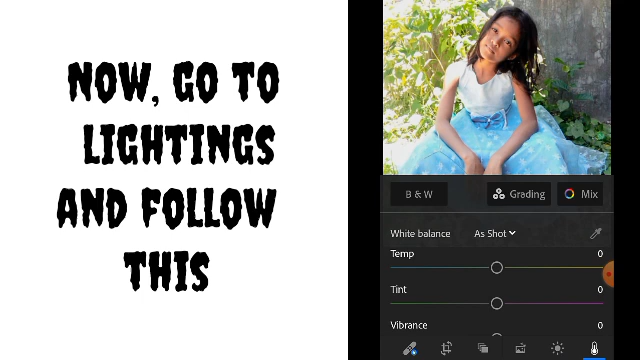 NOW, GO TO
LIGHTINGS
AND FOLLOW
THIS
B & W
Grading
Mix
White balance
As Shot
Temp
0
Tint
0
Vibrance
0